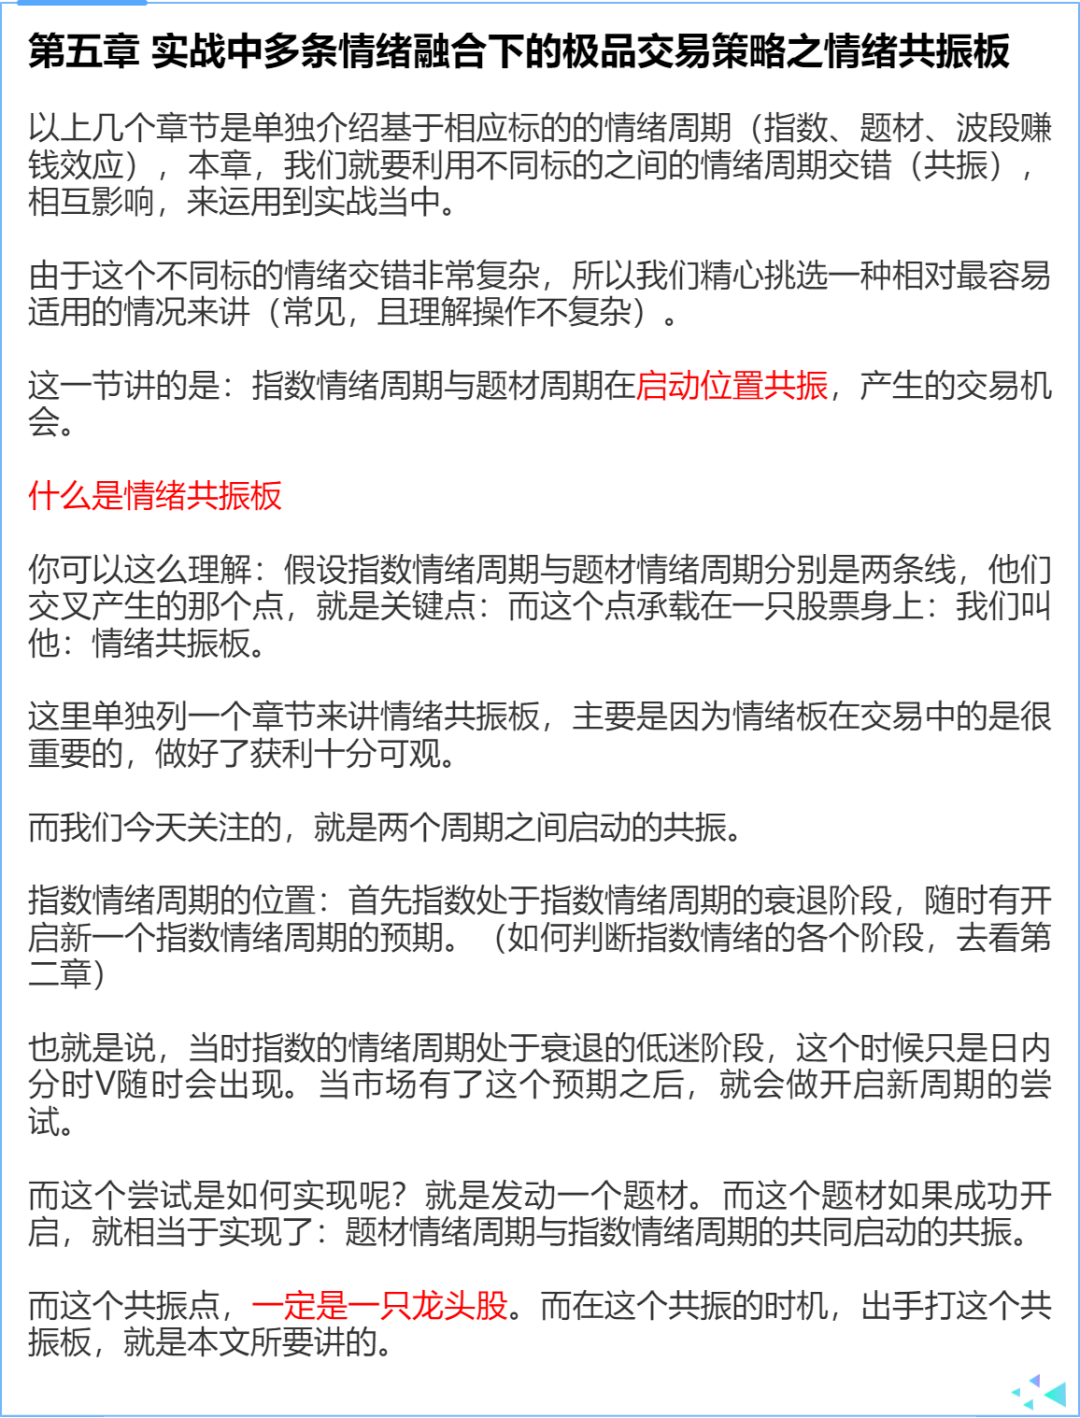 第五章 实战中多条情绪融合下的极品交易策略之情绪共振板
以上几个章节是单独介绍基于相应标的的情绪周期（指数、题材、波段赚
钱效应），本章，我们就要利用不同标的之间的情绪周期交错（共振），
相互影响，来运用到实战当中。
由于这个不同标的情绪交错非常复杂，所以我们精心挑选一种相对最容易
适用的情况来讲（常见，且理解操作不复杂）。
这一节讲的是：指数情绪周期与题材周期在启动位置共振，产生的交易机
会。
什么是情绪共振板
你可以这么理解：假设指数情绪周期与题材情绪周期分别是两条线，他们
交叉产生的那个点，就是关键点：而这个点承载在一只股票身上：我们叫
他：情绪共振板。
这里单独列一个章节来讲情绪共振板，主要是因为情绪板在交易中的是很
重要的，做好了获利十分可观。
而我们今天关注的，就是两个周期之间启动的共振。
指数情绪周期的位置：首先指数处于指数情绪周期的衰退阶段，随时有开
启新一个指数情绪周期的预期。（如何判断指数情绪的各个阶段，去看第
二章）
也就是说，当时指数的情绪周期处于衰退的低迷阶段，这个时候只是日内
分时V随时会出现。当市场有了这个预期之后，就会做开启新周期的尝
试。
而这个尝试是如何实现呢？就是发动一个题材。而这个题材如果成功开
启，就相当于实现了：题材情绪周期与指数情绪周期的共同启动的共振。
而这个共振点，一定是一只龙头股。而在这个共振的时机，出手打这个共
振板，就是本文所要讲的。